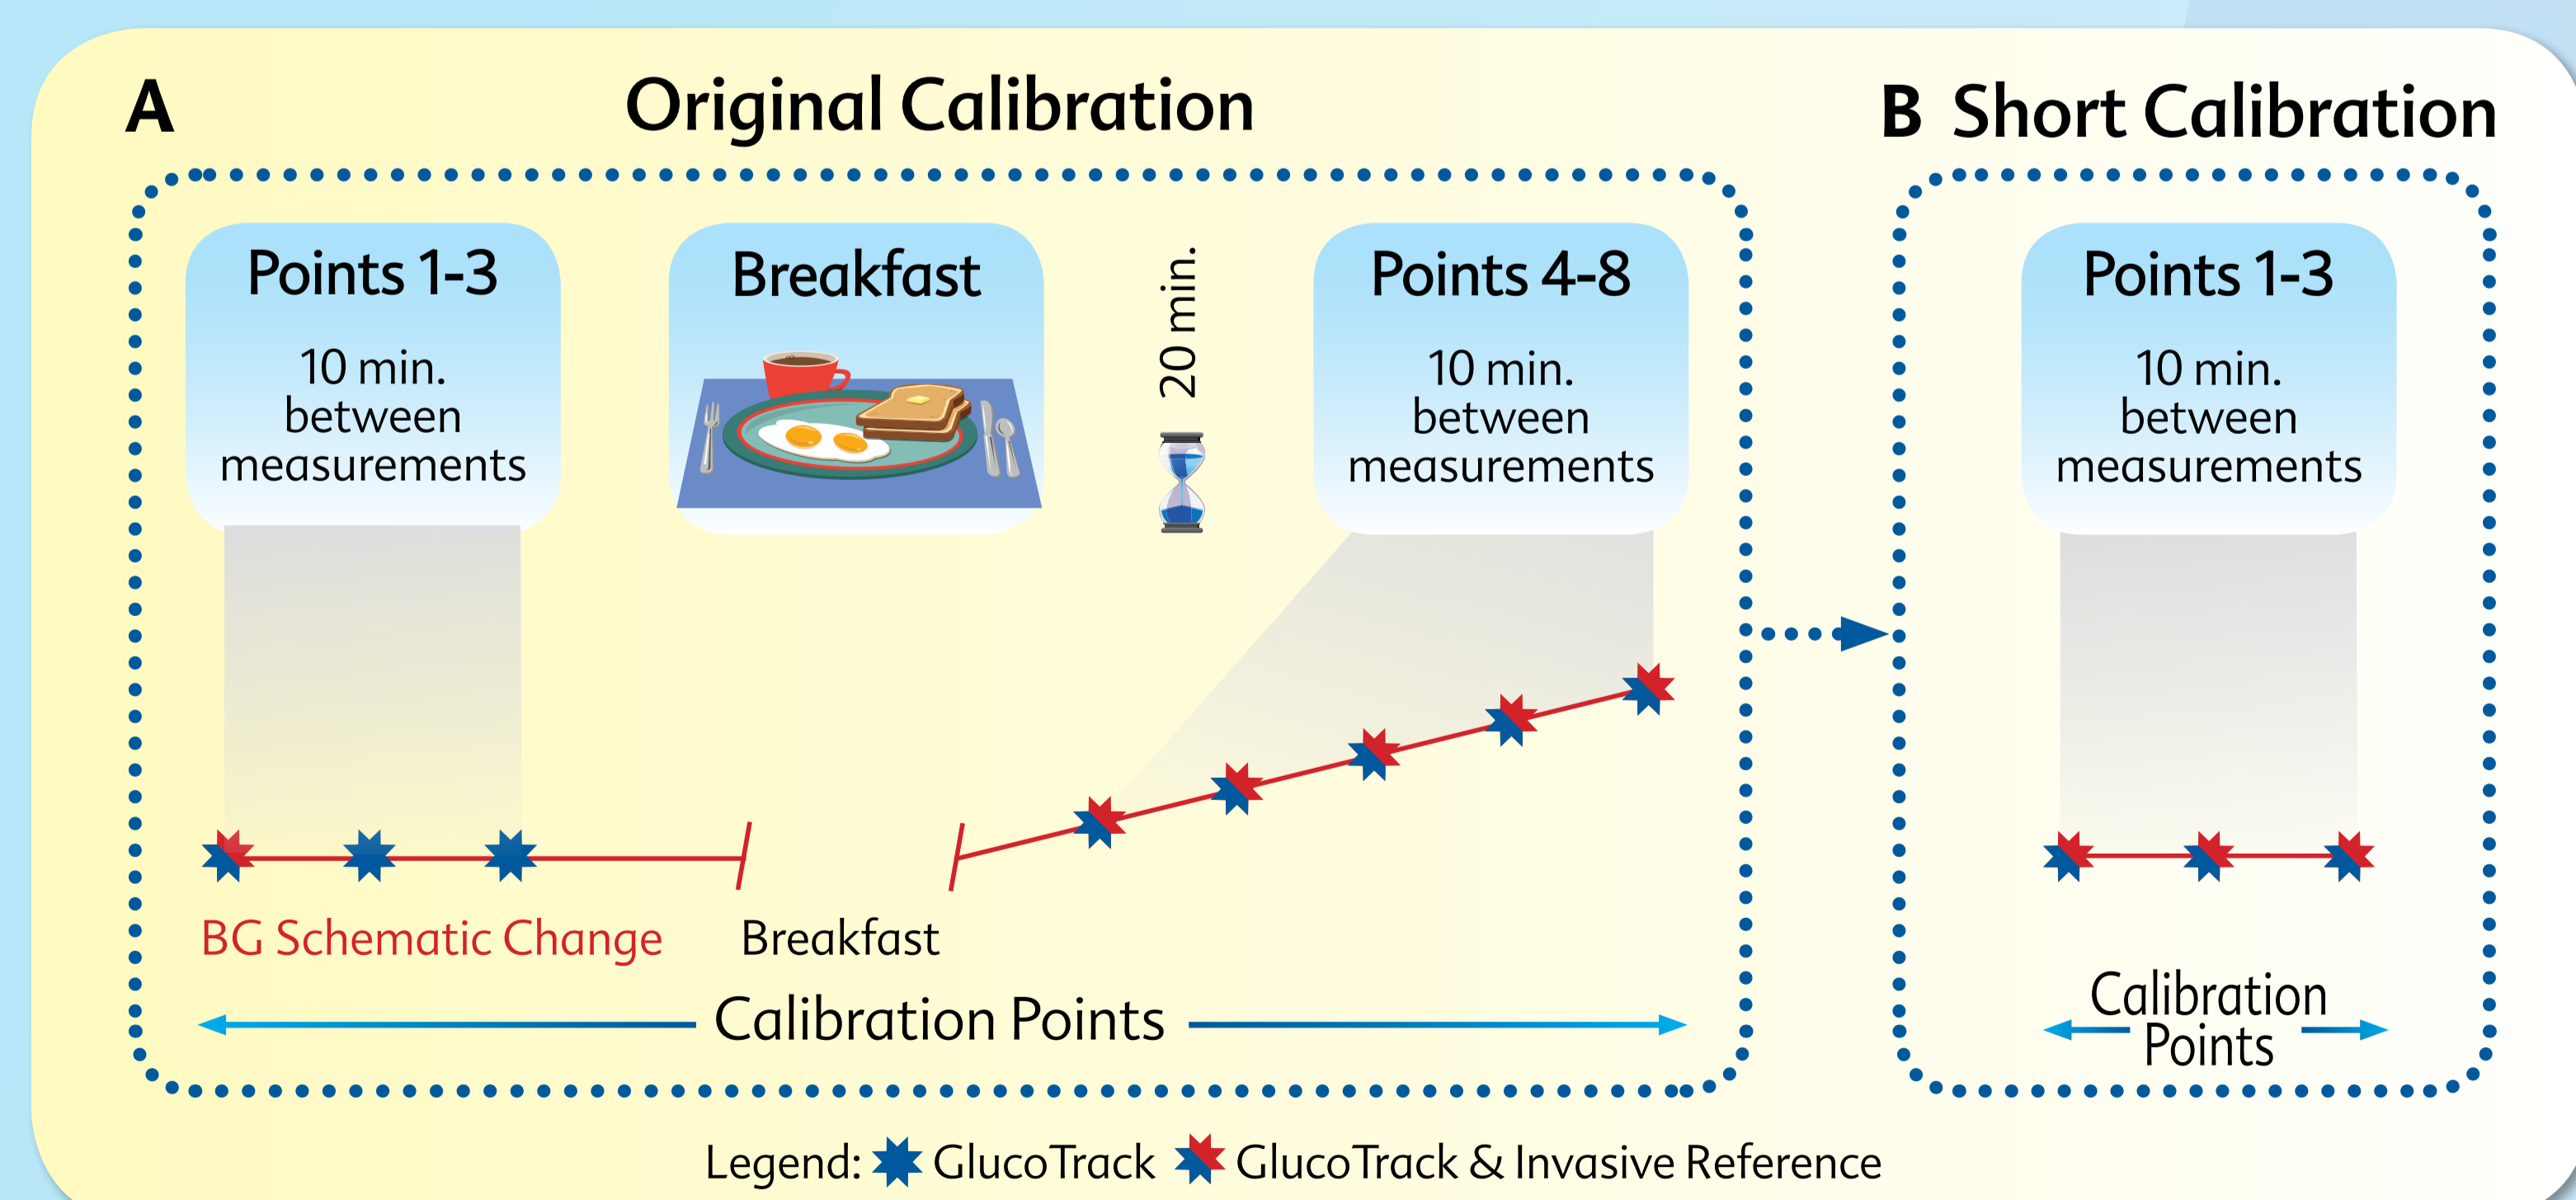 A
Original Calibration
B Short Calibration
Points 1-3
10 min.
between
measurements
Breakfast
20 min.
Points 4-8
10 min.
between
measurements
Points 1-3
10 min.
between
measurements
BG Schematic Change
Breakfast
Calibration Points
Calibration
Points
Legend: GlucoTrack GlucoTrack & Invasive Reference